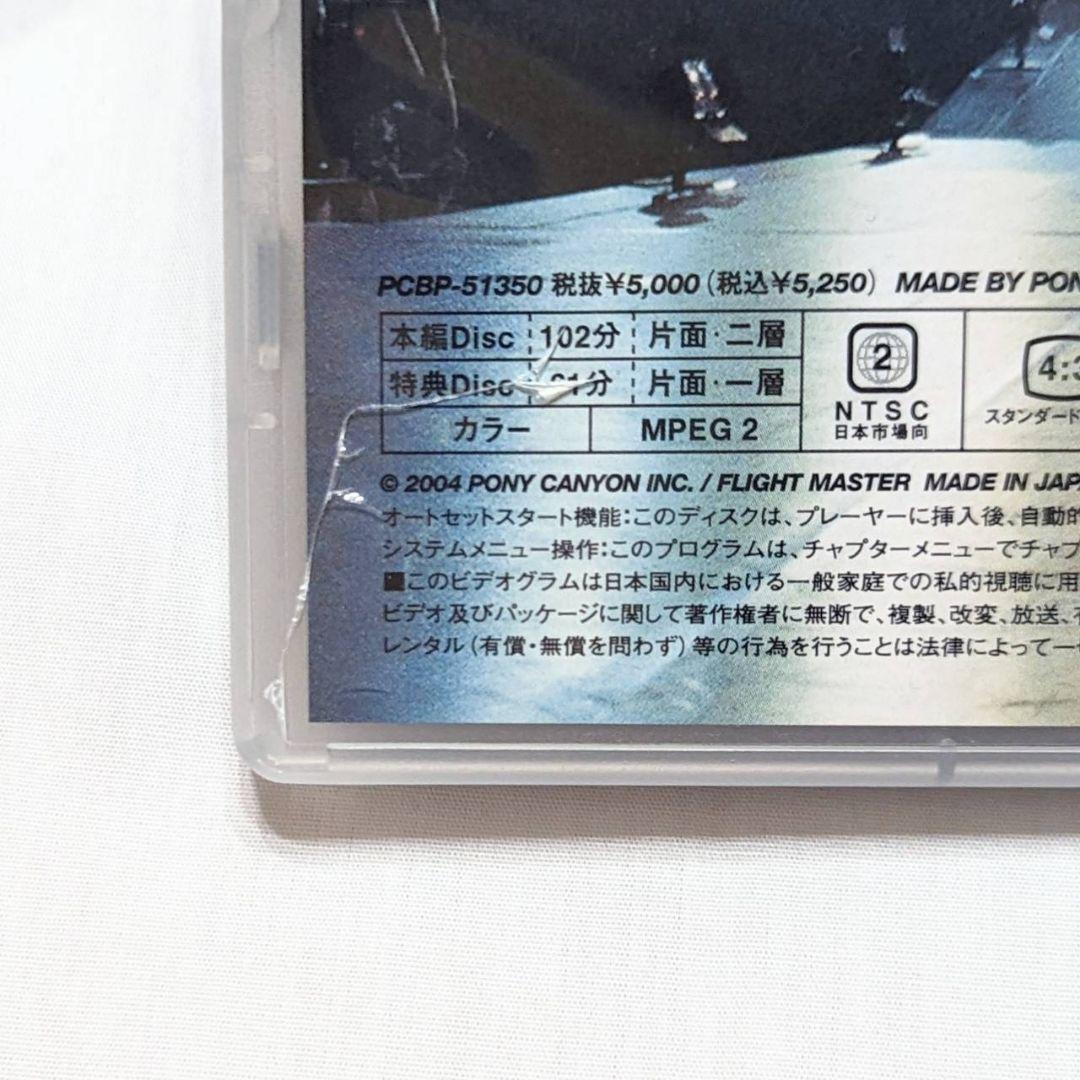 PCBP-51350 税抜¥5,000(税込¥5,250) MADE BY PON
本編Disc 102分 片面・二層
特典Disc 分 片面・一層
カラー MPEG 2
2
NTSC
日本市場向
4:3
スタンダード
© 2004 PONY CANYON INC. / FLIGHT MASTER MADE IN JAPA
オートセットスタート機能:このディスクは、プレーヤーに挿入後、自動的
システムメニュー操作:このプログラムは、チャプターメニューでチャプ
■このビデオグラムは日本国内における一般家庭での私的視聴に用
ビデオ及びパッケージに関して著作権者に無断で、複製、改変、放送、
レンタル(有償・無償を問わず)等の行為を行うことは法律によって一